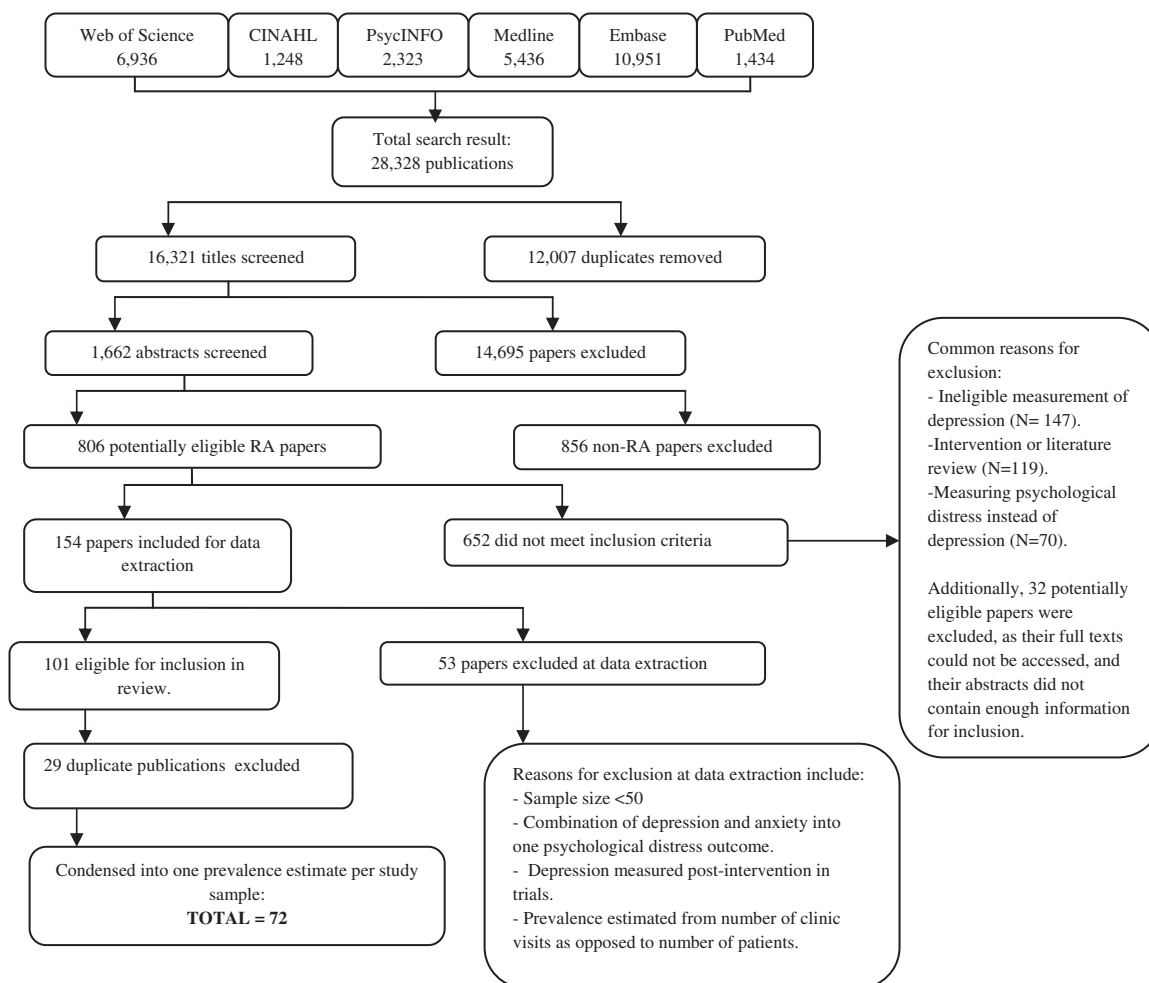 Web of Science
6,936
CINAHL
1,248
PsycINFO
2,323
Medline
5,436
Embase
10,951
PubMed
1,434
Total search result:
28,328 publications
16,321 titles screened
12,007 duplicates removed
1,662 abstracts screened
14,695 papers excluded
806 potentially eligible RA papers
856 non-RA papers excluded
154 papers included for data
extraction
652 did not meet inclusion criteria
Common reasons for
exclusion:
- Ineligible measurement of
depression (N= 147).
-Intervention or literature
review (N=119).
-Measuring psychological
distress instead of
depression (N=70).
Additionally, 32 potentially
eligible papers were
excluded, as their full texts
could not be accessed, and
their abstracts did not
contain enough information
for inclusion.
101 eligible for inclusion in
review.
53 papers excluded at data extraction
29 duplicate publications excluded
Reasons for exclusion at data extraction include:
- Sample size <50
- Combination of depression and anxiety into
one psychological distress outcome.
- Depression measured post-intervention in
trials.
- Prevalence estimated from number of clinic
visits as opposed to number of patients.
Condensed into one prevalence estimate per study
sample:
TOTAL = 72